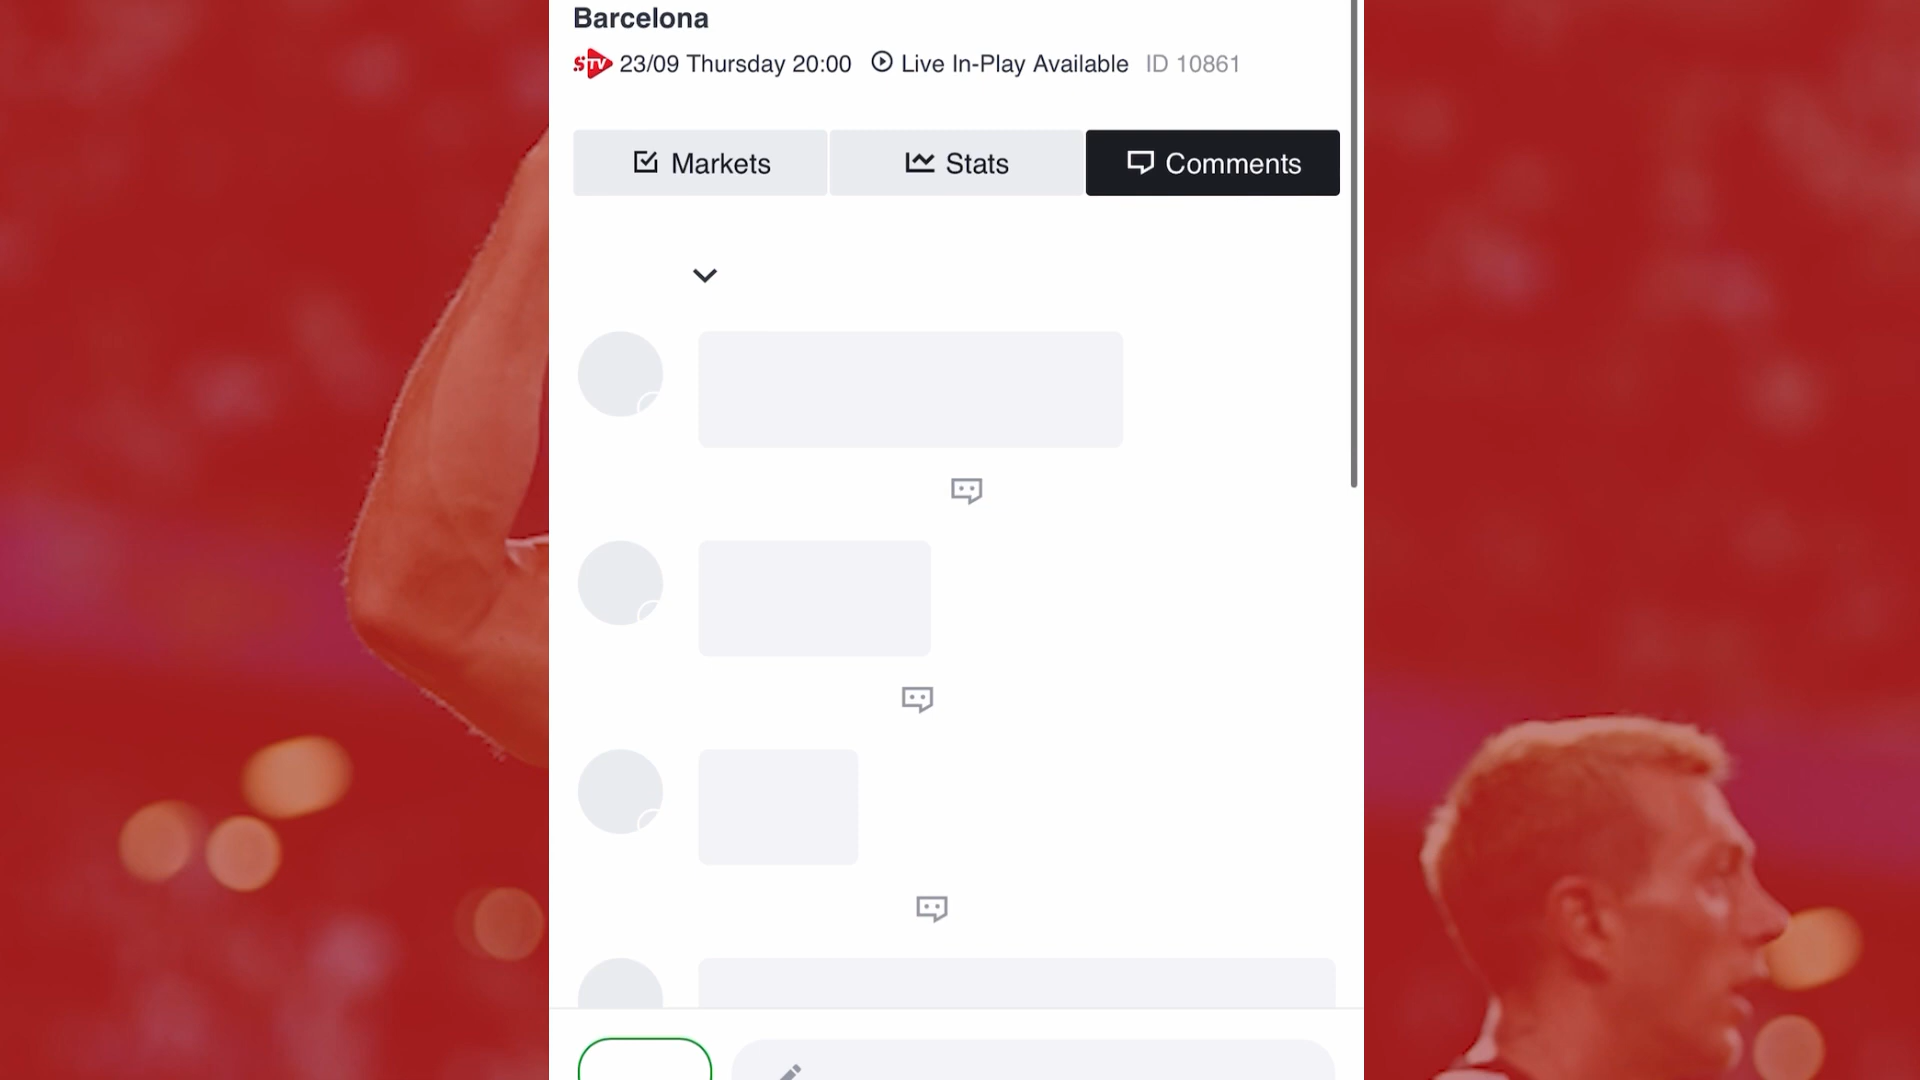 Barcelona
STV 23/09 Thursday 20:00 Live In-Play Available ID 10861
Markets Stats Comments